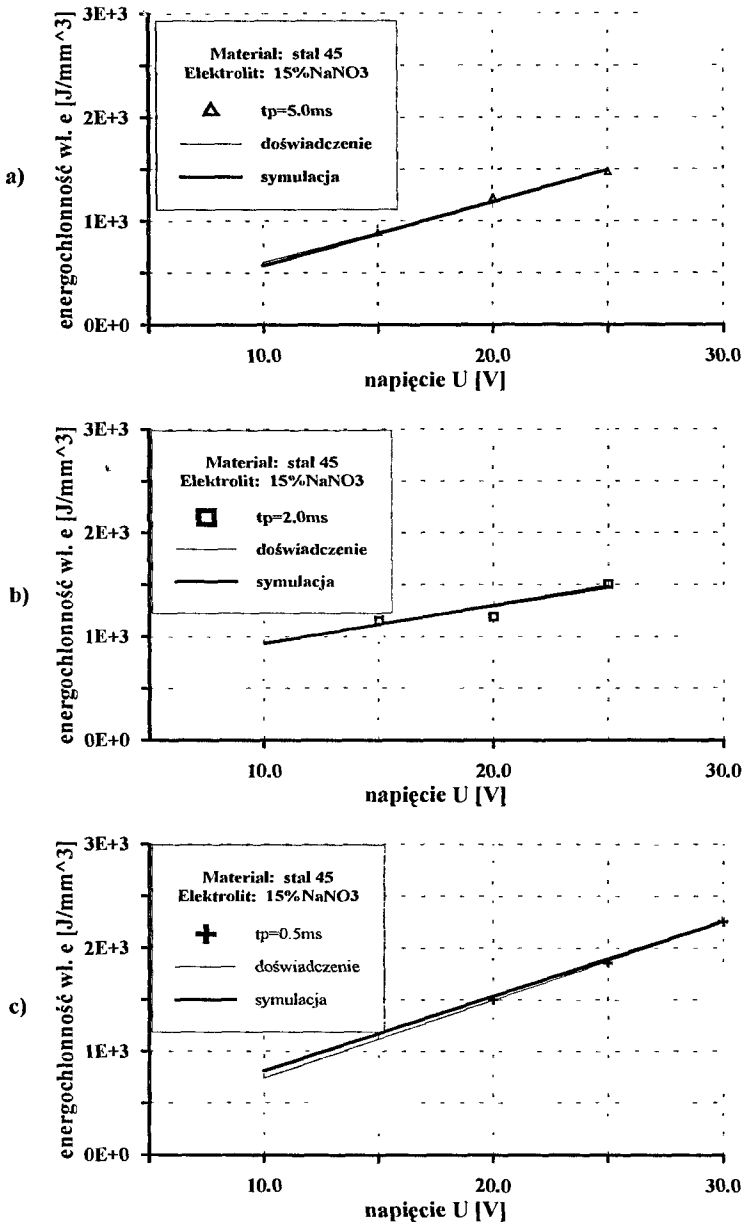 a)
energochłonność wł. e [J/mm^3]
3E+3
2E+3
1E+3
0E+0
Material: stal 45
Elektrolit: 15%NaNO3
tp=5.0ms
doświadczenie
symulacja
10.0 20.0 30.0
napięcie U [V]
b)
energochłonność wł. e [J/mm^3]
3E+3
2E+3
1E+3
0E+0
Material: stal 45
Elektrolit: 15%NaNO3
tp=2.0ms
doświadczenie
symulacja
10.0 20.0 30.0
napięcie U [V]
c)
energochłonność wł. e [J/mm^3]
3E+3
2E+3
1E+3
0E+0
Material: stal 45
Elektrolit: 15%NaNO3
tp=0.5ms
doświadczenie
symulacja
10.0 20.0 30.0
napięcie U [V]